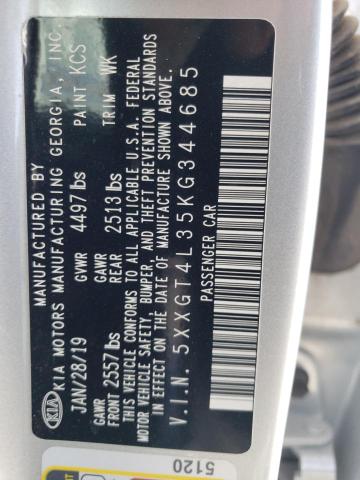 KIA
MANUFACTURED BY
KIA MOTORS MANUFACTURING GEORGIA, INC.
JAN/28/19 4497 lbs PAINT KCS
GVWR
GAWR GAWR TRIM WK
FRONT 2557 lbs REAR 2513 lbs
THIS VEHICLE CONFORMS TO ALL APPLICABLE U.S.A. FEDERAL
MOTOR VEHICLE SAFETY, BUMPER, AND THEFT PREVENTION STANDARDS
IN EFFECT ON THE DATE OF MANUFACTURE SHOWN ABOVE.
V.I.N. 5XXGT4L35KG344685
PASSENGER CAR
5120